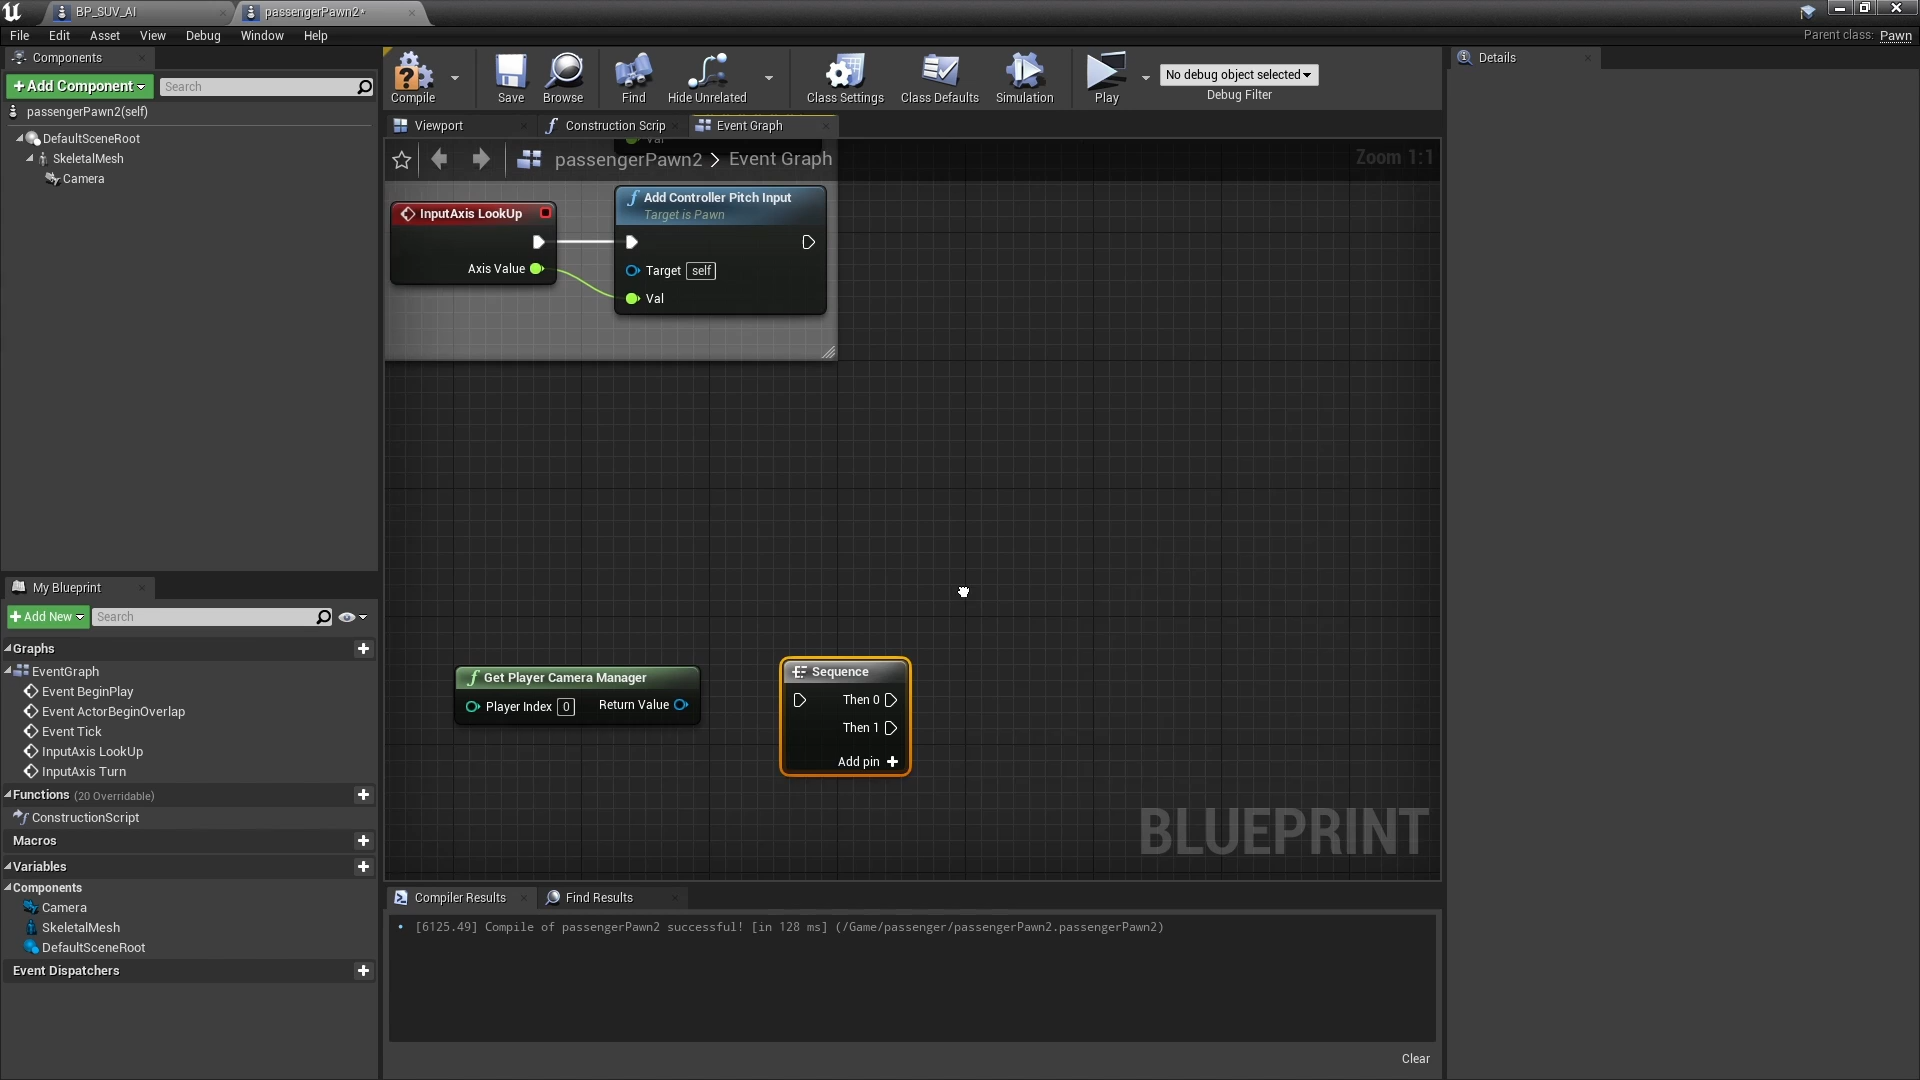 BP_SUV_AI
passengerPawn2*
File Edit Asset View Debug Window Help
Parent class: Pawn
Components
+Add Component
Search
passengerPawn2(self)
DefaultSceneRoot
SkeletalMesh
Camera
Compile
Save
Browse
Find
Hide Unrelated
Class Settings
Class Defaults
Simulation
Play
No debug object selected
Debug Filter
Details
Viewport
Construction Scrip
Event Graph
passengerPawn2 > Event Graph
Zoom 1:1
Val
InputAxis LookUp
Axis Value
Add Controller Pitch Input
Target is Pawn
Target self
Val
Get Player Camera Manager
Player Index 0
Return Value
Sequence
Then 0
Then 1
Add pin +
BLUEPRINT
My Blueprint
+Add New
Search
Graphs
EventGraph
Event BeginPlay
Event ActorBeginOverlap
Event Tick
InputAxis LookUp
InputAxis Turn
Functions (20 Overridable)
ConstructionScript
Macros
Variables
Components
Camera
SkeletalMesh
DefaultSceneRoot
Event Dispatchers
Compiler Results
Find Results
• [6125.49] Compile of passengerPawn2 successful! [in 128 ms] (/Game/passenger/passengerPawn2.passengerPawn2)
Clear